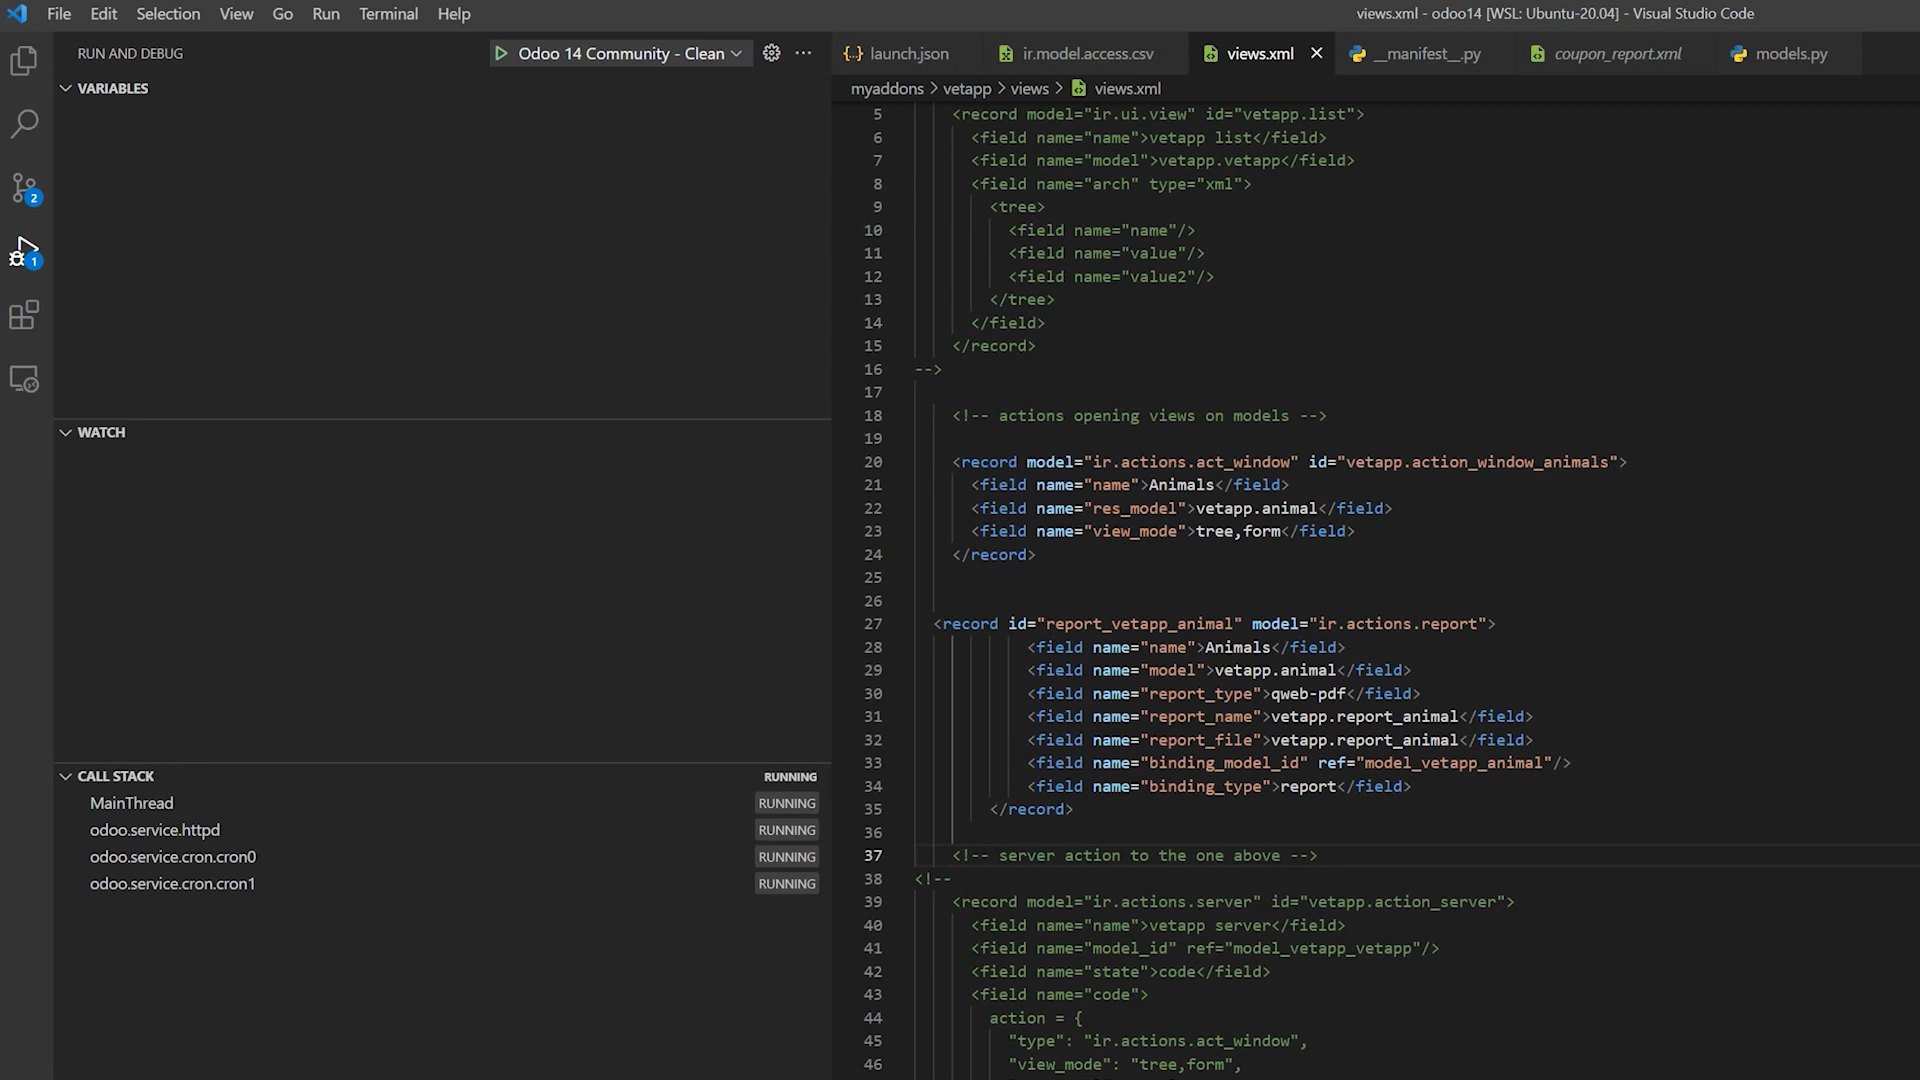 File Edit Selection View Go Run Terminal Help
views.xml - odoo14 [WSL: Ubuntu-20.04] - Visual Studio Code
RUN AND DEBUG
Odoo 14 Community - Clean
launch.json
ir.model.access.csv
views.xml
__manifest__.py
coupon_report.xml
models.py
VARIABLES
WATCH
CALL STACK
RUNNING
MainThread RUNNING
odoo.service.httpd RUNNING
odoo.service.cron.cron0 RUNNING
odoo.service.cron.cron1 RUNNING
2
1
myaddons > vetapp > views > views.xml
5 <record model="ir.ui.view" id="vetapp.list">
6 <field name="name">vetapp list</field>
7 <field name="model">vetapp.vetapp</field>
8 <field name="arch" type="xml">
9 <tree>
10 <field name="name"/>
11 <field name="value"/>
12 <field name="value2"/>
13 </tree>
14 </field>
15 </record>
16 -->
17
18 <!-- actions opening views on models -->
19
20 <record model="ir.actions.act_window" id="vetapp.action_window_animals">
21 <field name="name">Animals</field>
22 <field name="res_model">vetapp.animal</field>
23 <field name="view_mode">tree,form</field>
24 </record>
25
26
27 <record id="report_vetapp_animal" model="ir.actions.report">
28 <field name="name">Animals</field>
29 <field name="model">vetapp.animal</field>
30 <field name="report_type">qweb-pdf</field>
31 <field name="report_name">vetapp.report_animal</field>
32 <field name="report_file">vetapp.report_animal</field>
33 <field name="binding_model_id" ref="model_vetapp_animal"/>
34 <field name="binding_type">report</field>
35 </record>
36
37 <!-- server action to the one above -->
38 <!--
39 <record model="ir.actions.server" id="vetapp.action_server">
40 <field name="name">vetapp server</field>
41 <field name="model_id" ref="model_vetapp_vetapp"/>
42 <field name="state">code</field>
43 <field name="code">
44 action = {
45 "type": "ir.actions.act_window",
46 "view_mode": "tree,form",